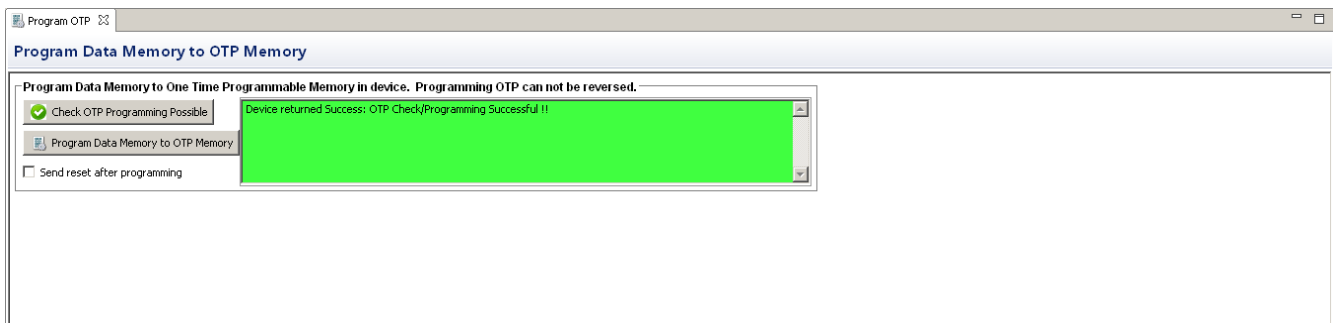 Program OTP
Program Data Memory to OTP Memory
Program Data Memory to One Time Programmable Memory in device. Programming OTP can not be reversed.
Check OTP Programming Possible
Device returned Success: OTP Check/Programming Successful !!
Program Data Memory to OTP Memory
Send reset after programming